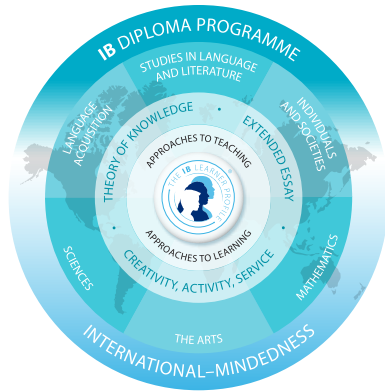 IB DIPLOMA PROGRAMME
STUDIES IN LANGUAGE
AND LITERATURE
LANGUAGE
ACQUISITION
INDIVIDUALS
AND SOCIETIES
THEORY OF KNOWLEDGE
EXTENDED ESSAY
APPROACHES TO TEACHING
THE IB LEARNER PROFILE
®
APPROACHES TO LEARNING
CREATIVITY, ACTIVITY, SERVICE
SCIENCES
MATHEMATICS
THE ARTS
INTERNATIONAL–MINDEDNESS